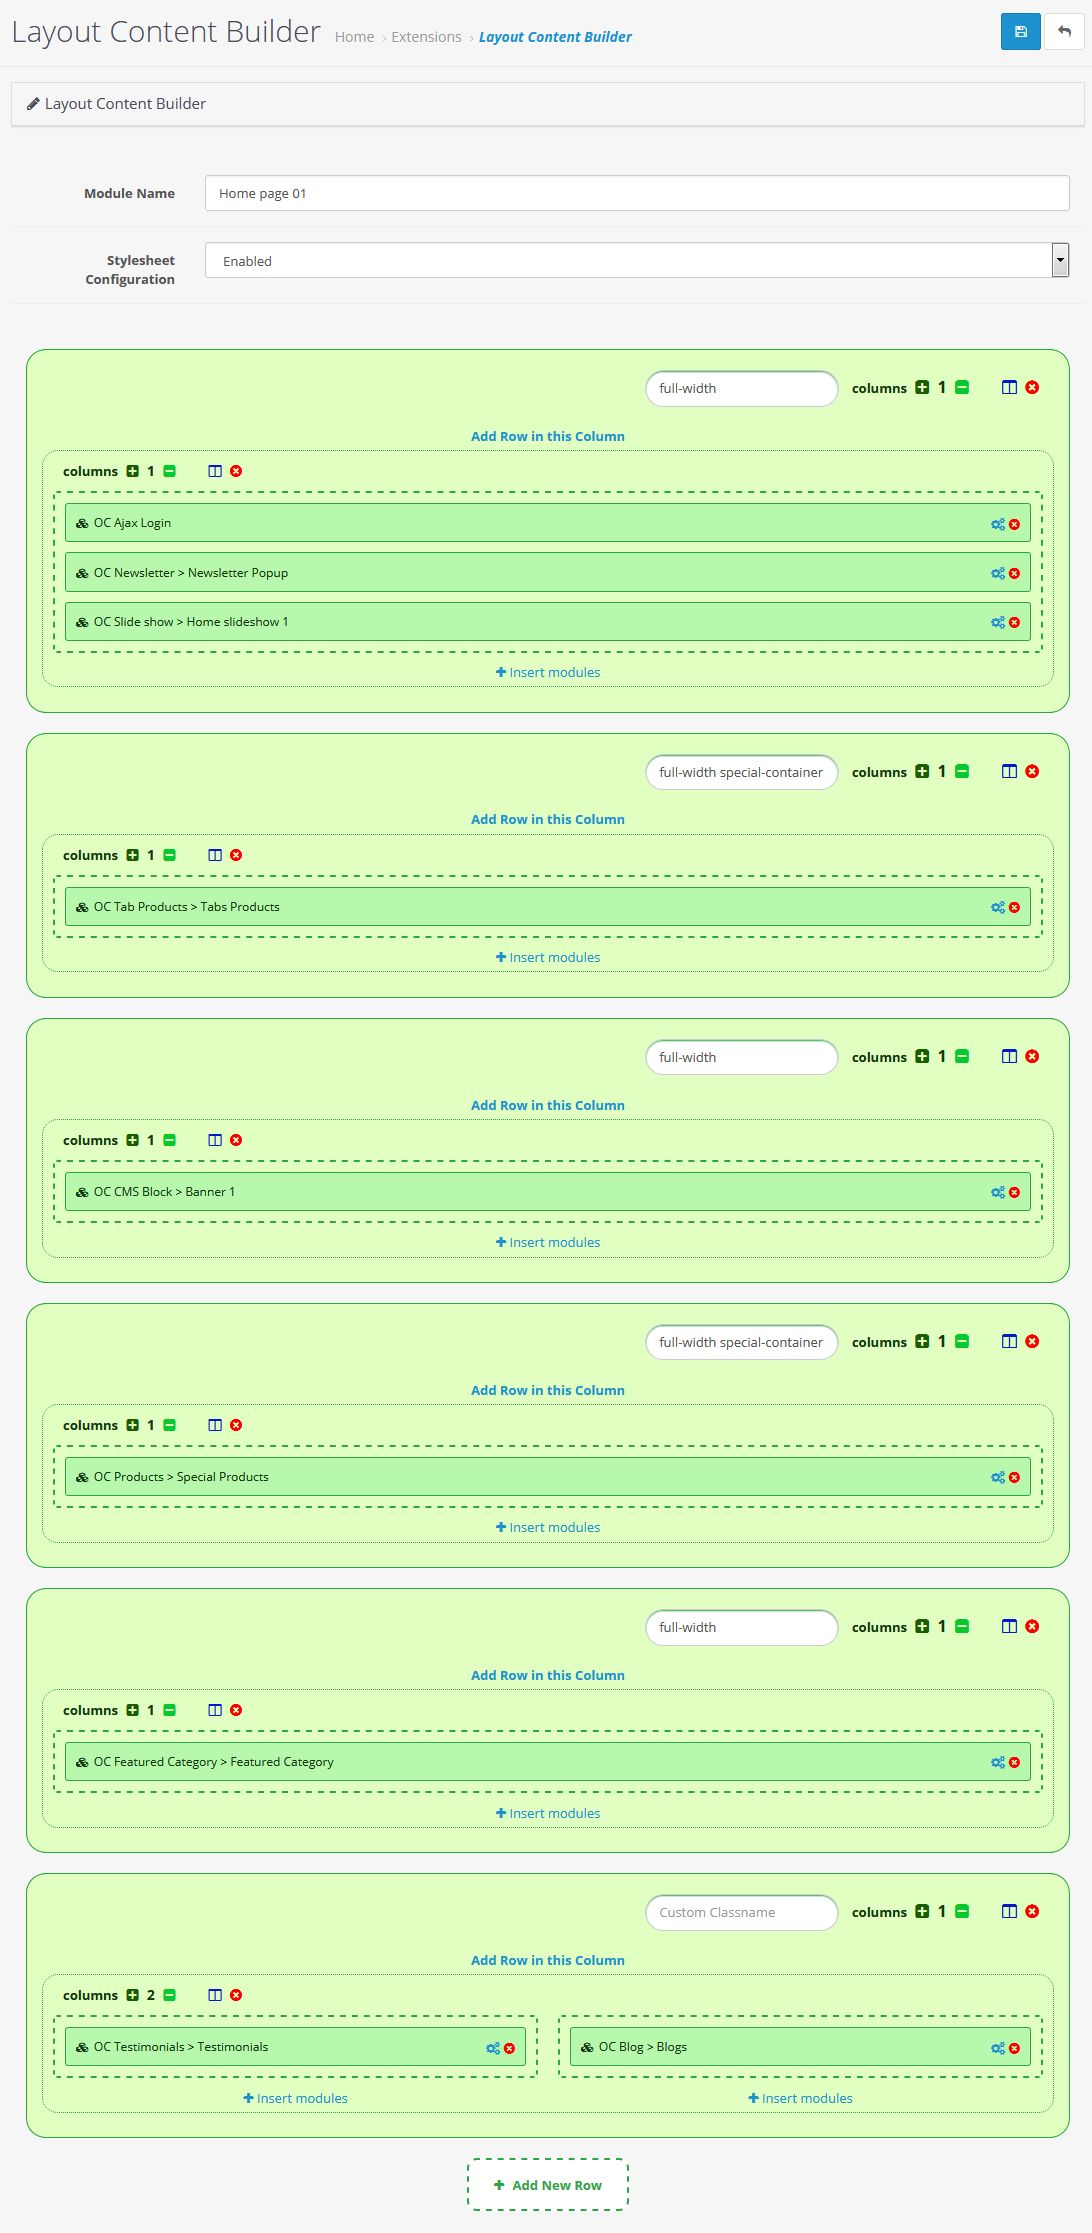 Layout Content Builder Home › Extensions › Layout Content Builder
Layout Content Builder
Module Name Home page 01
Stylesheet Configuration Enabled
full-width columns 1
Add Row in this Column
columns 1
OC Ajax Login
OC Newsletter > Newsletter Popup
OC Slide show > Home slideshow 1
Insert modules
full-width special-container columns 1
Add Row in this Column
columns 1
OC Tab Products > Tabs Products
Insert modules
full-width columns 1
Add Row in this Column
columns 1
OC CMS Block > Banner 1
Insert modules
full-width special-container columns 1
Add Row in this Column
columns 1
OC Products > Special Products
Insert modules
full-width columns 1
Add Row in this Column
columns 1
OC Featured Category > Featured Category
Insert modules
Custom Classname columns 1
Add Row in this Column
columns 2
OC Testimonials > Testimonials OC Blog > Blogs
Insert modules Insert modules
Add New Row